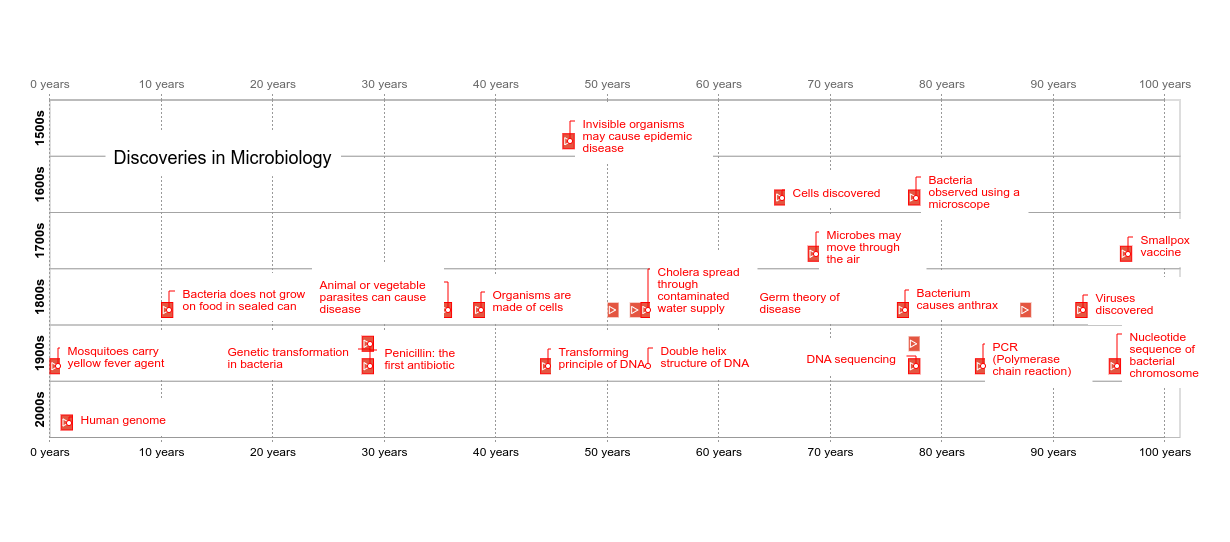 0 years 10 years 20 years 30 years 40 years 50 years 60 years 70 years 80 years 90 years 100 years
1500s
Invisible organisms
may cause epidemic
disease
Discoveries in Microbiology
1600s
Cells discovered
Bacteria
observed using a
microscope
1700s
Microbes may
move through
the air
Smallpox
vaccine
1800s
Bacteria does not grow
on food in sealed can
Animal or vegetable
parasites can cause
disease
Organisms are
made of cells
Cholera spread
through
contaminated
water supply
Germ theory of
disease
Bacterium
causes anthrax
Viruses
discovered
1900s
Mosquitoes carry
yellow fever agent
Genetic transformation
in bacteria
Penicillin: the
first antibiotic
Transforming
principle of DNA
Double helix
structure of DNA
DNA sequencing
PCR
(Polymerase
chain reaction)
Nucleotide
sequence of
bacterial
chromosome
2000s
Human genome
0 years 10 years 20 years 30 years 40 years 50 years 60 years 70 years 80 years 90 years 100 years